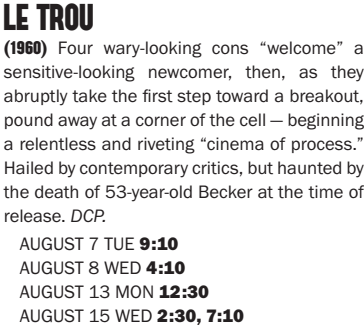 LE TROU
(1960) Four wary-looking cons “welcome” a
sensitive-looking newcomer, then, as they
abruptly take the first step toward a breakout,
pound away at a corner of the cell — beginning
a relentless and riveting “cinema of process.”
Hailed by contemporary critics, but haunted by
the death of 53-year-old Becker at the time of
release. DCP.
AUGUST 7 TUE 9:10
AUGUST 8 WED 4:10
AUGUST 13 MON 12:30
AUGUST 15 WED 2:30, 7:10